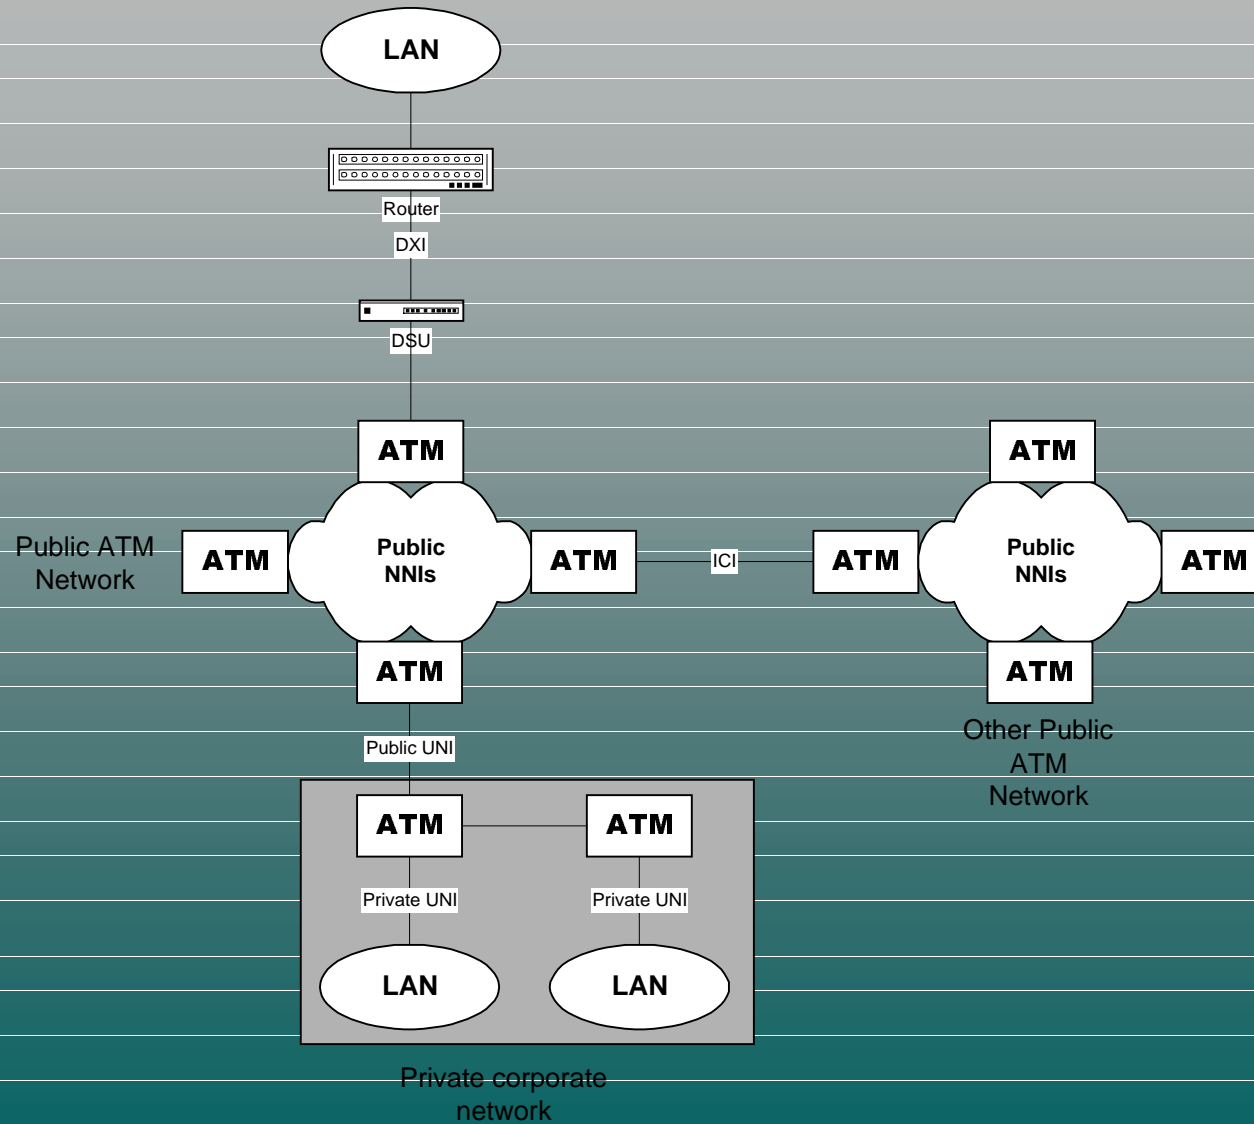 LAN
Router
DXI
DSU
ATM
ATM
Public ATM
Network
ATM
Public
NNIs
ATM
ICI
ATM
Public
NNIs
ATM
ATM
ATM
Public UNI
Other Public
ATM
Network
ATM
ATM
Private UNI
Private UNI
LAN
LAN
Private corporate
network